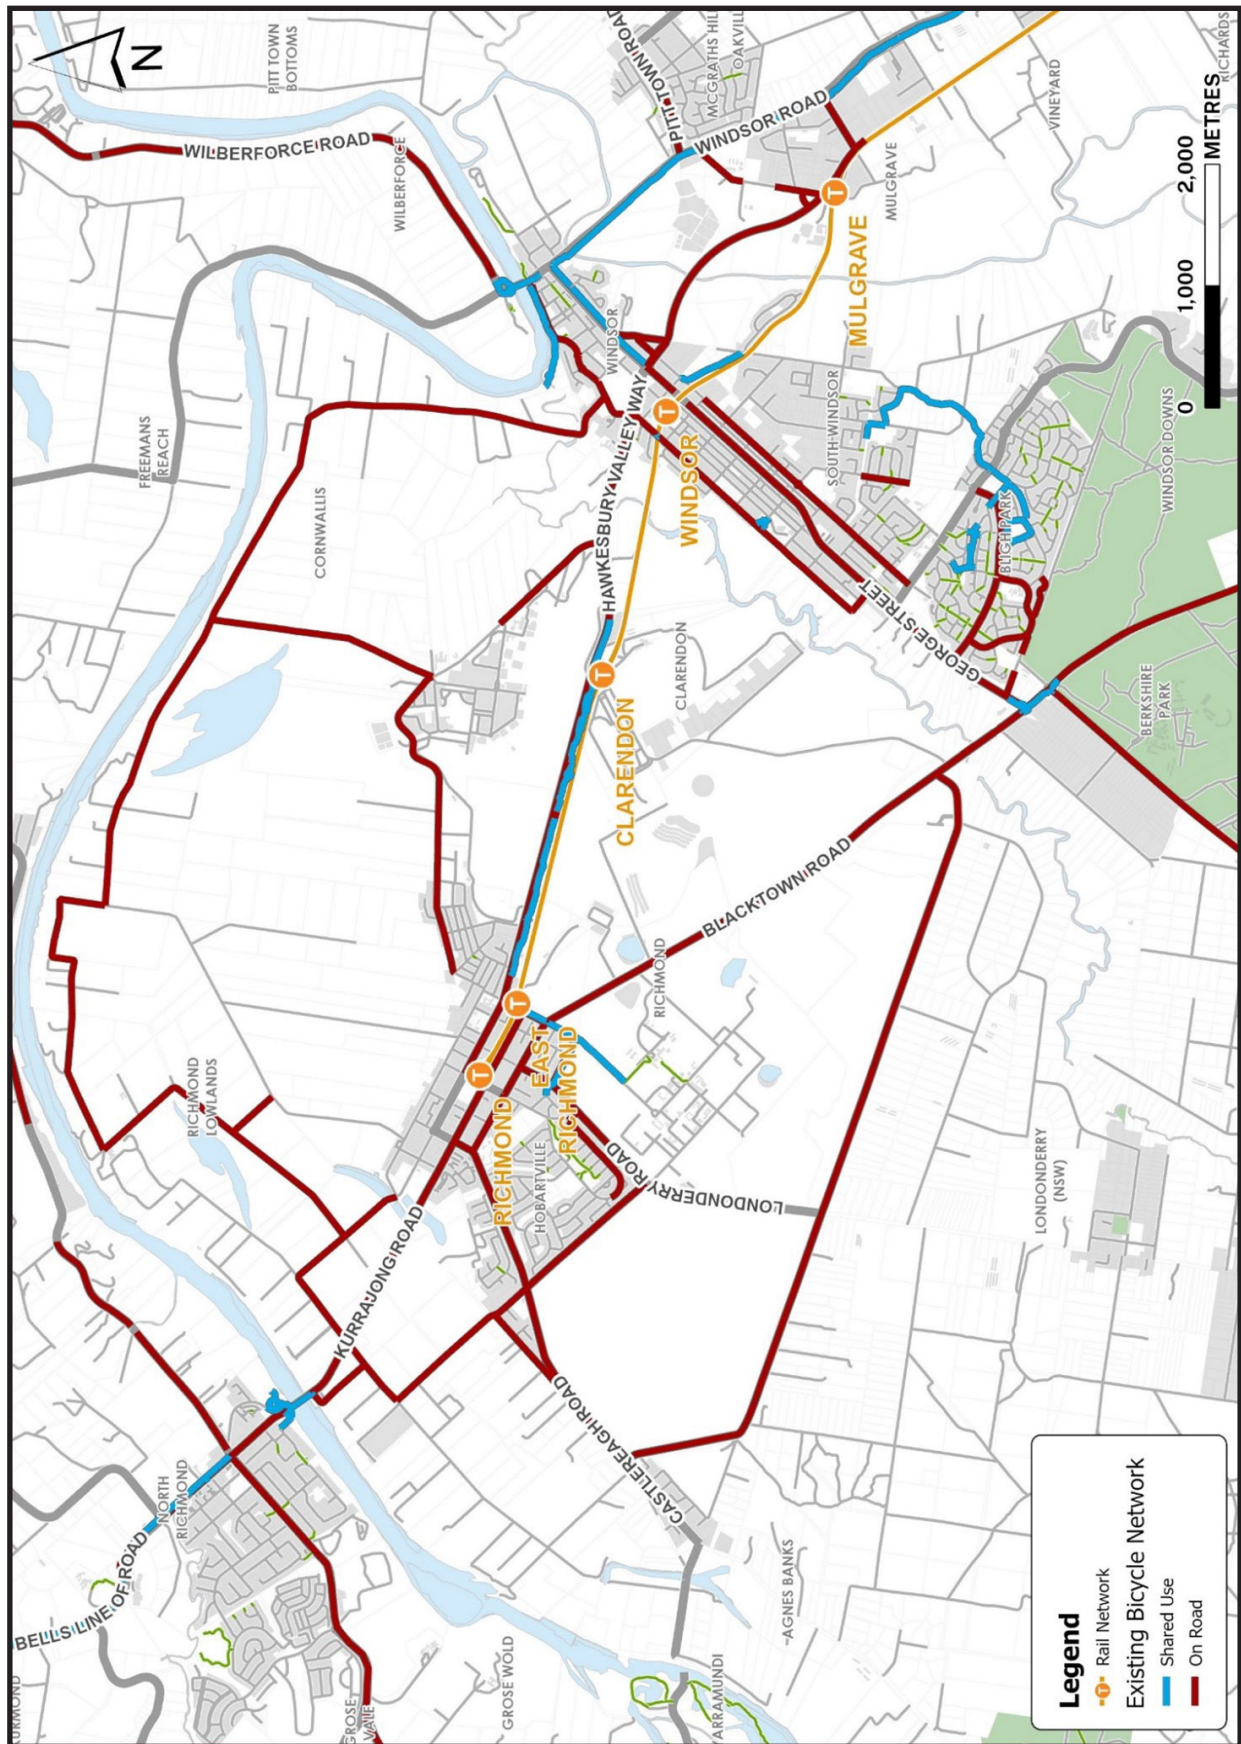 N
PITT TOWN
BOTTOMS
PITT TOWN ROAD
MCGRATHS HILL
OAKVILL
RICHARDS
WILBERFORCE ROAD
WILBERFORCE
WINDSOR ROAD
VINEYARD
MULGRAVE
MULGRAVE
FREEMANS
REACH
WINDSOR
HAWKESBURY VALLEY WAY
WINDSOR
SOUTH WINDSOR
CORNWALLIS
BLIGH PARK
WINDSOR DOWNS
GEORGE STREET
CLARENDON
CLARENDON
BERKSHIRE
PARK
BLACKTOWN ROAD
RICHMOND
RICHMOND
LOWLANDS
EAST
RICHMOND
RICHMOND
HOBARTVILLE
LONDONDERRY ROAD
LONDONDERRY
(NSW)
KURRAJONG ROAD
CASTLEREAGH ROAD
NORTH
RICHMOND
BELLS LINE OF ROAD
AGNES BANKS
GROSE WOLD
GROSE
VALE
URMOND
YARRAMUNDI
0
1,000
2,000
METRES
Legend
T
Rail Network
Existing Bicycle Network
Shared Use
On Road
T
T
T
T
T